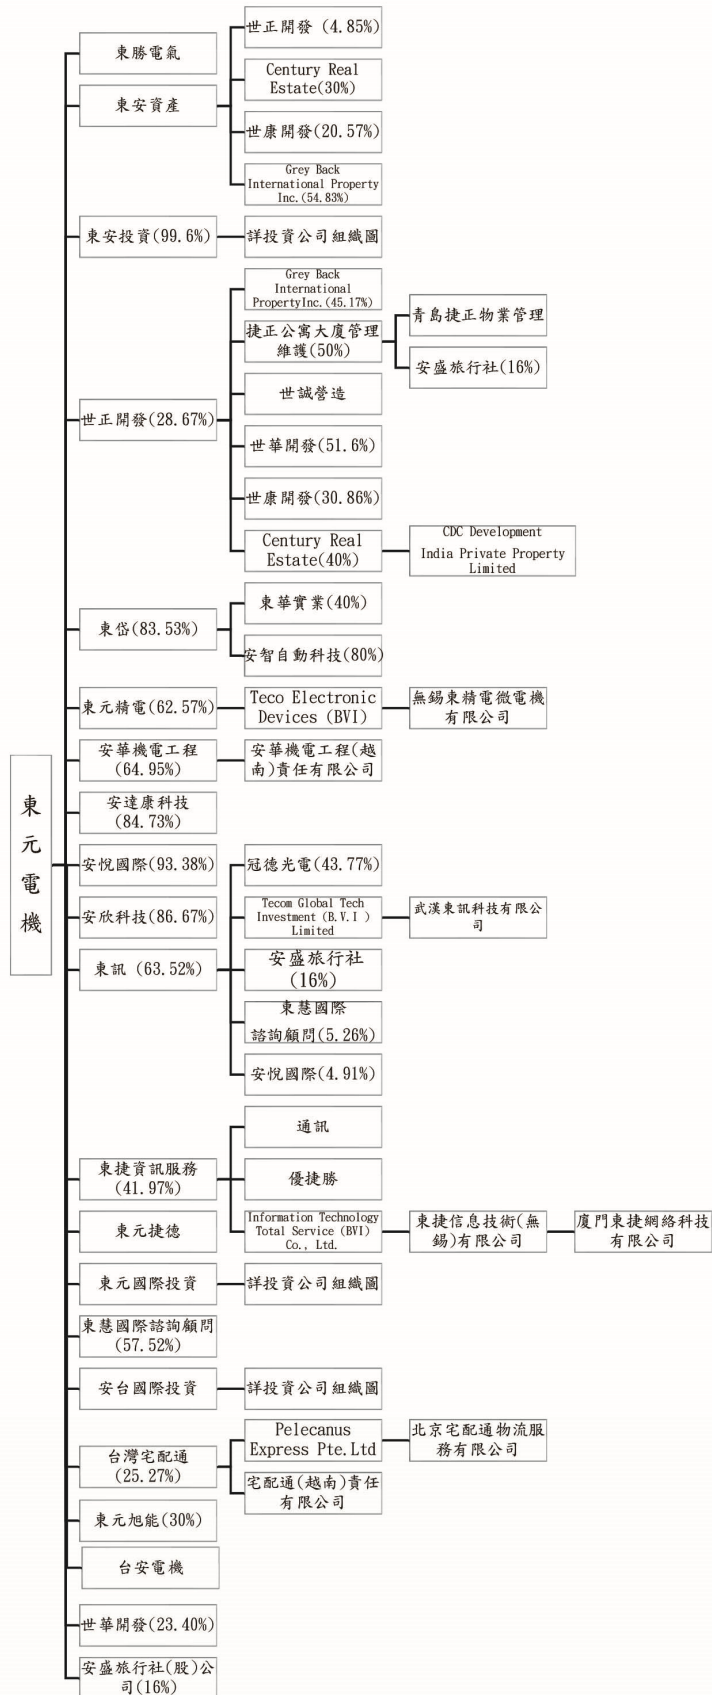 東元電機
東勝電氣
東安資產
世正開發 (4.85%)
Century Real
Estate(30%)
世康開發(20.57%)
Grey Back
International Property
Inc.(54.83%)
東安投資(99.6%)
詳投資公司組織圖
世正開發(28.67%)
Grey Back
International
PropertyInc.(45.17%)
捷正公寓大廈管理
維護(50%)
青島捷正物業管理
安盛旅行社(16%)
世誠營造
世華開發(51.6%)
世康開發(30.86%)
Century Real
Estate(40%)
CDC Development
India Private Property
Limited
東岱(83.53%)
東華實業(40%)
安智自動科技(80%)
東元精電(62.57%)
Teco Electronic
Devices (BVI)
無錫東精電微電機
有限公司
安華機電工程
(64.95%)
安華機電工程(越
南)責任有限公司
安達康科技
(84.73%)
安悅國際(93.38%)
安欣科技(86.67%)
東訊 (63.52%)
冠德光電(43.77%)
Tecom Global Tech
Investment (B.V.I )
Limited
武漢東訊科技有限公
司
安盛旅行社
(16%)
東慧國際
諮詢顧問(5.26%)
安悅國際(4.91%)
東捷資訊服務
(41.97%)
通訊
優捷勝
Information Technology
Total Service (BVI)
Co., Ltd.
東捷信息技術(無
錫)有限公司
廈門東捷網絡科技
有限公司
東元捷德
東元國際投資
詳投資公司組織圖
東慧國際諮詢顧問
(57.52%)
安台國際投資
詳投資公司組織圖
台灣宅配通
(25.27%)
Pelecanus
Express Pte.Ltd
北京宅配通物流服
務有限公司
宅配通(越南)責任
有限公司
東元旭能(30%)
台安電機
世華開發(23.40%)
安盛旅行社(股)公
司(16%)